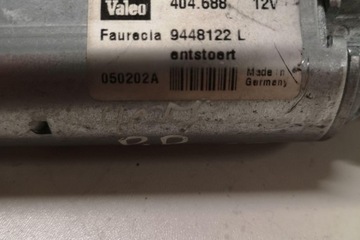 Valeo 404.688 12V
Faurecia 9448122 L
entstoert
050202A Made in
Germany
O.D